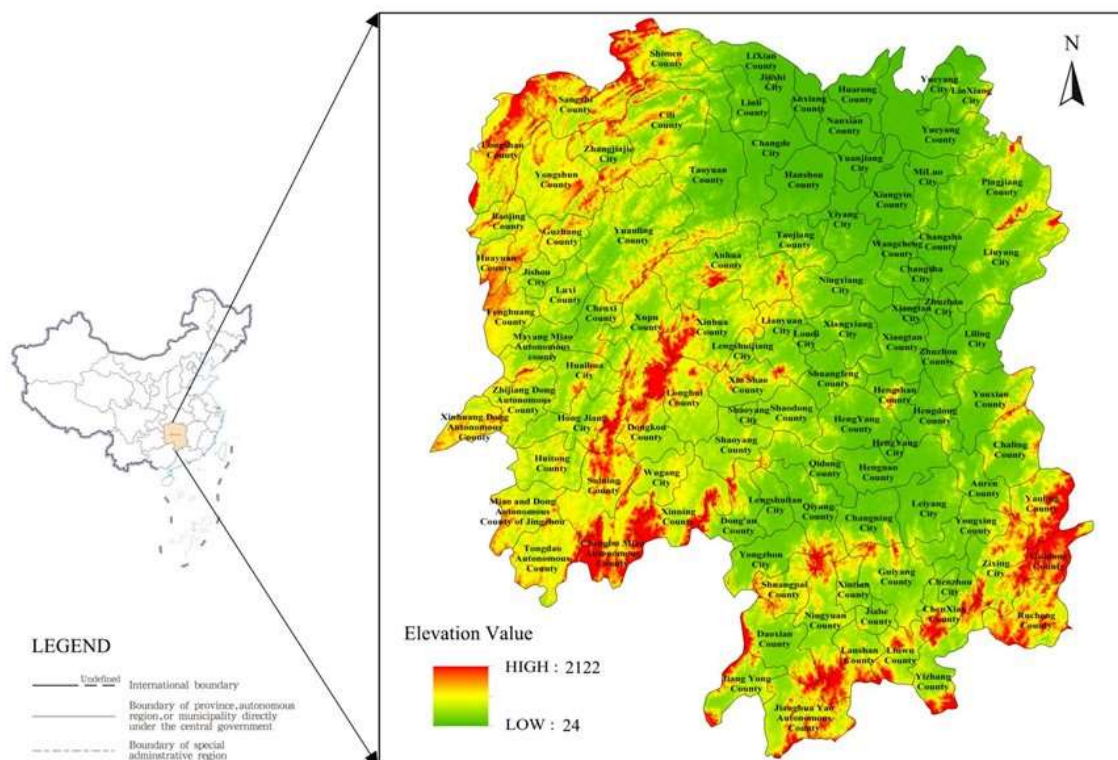 N
Shimen
County
LiXian
County
Jinshi
City
Sangzhi
County
Linli
County
Anxiang
County
Huarong
County
Yueyang
City
LinXiang
City
Cili
County
Nanxian
County
Longshan
County
Zhangjiajie
City
Changde
City
Yueyang
County
Yongshun
County
Taoyuan
County
Hanshou
County
Yuanjiang
City
MiLuo
City
Pingjiang
County
Xiangyin
County
Baojing
County
Guzhang
County
Yuanling
County
Yiyang
City
Taojiang
County
Wangcheng
County
Changsha
County
Liuyang
City
Huayuan
County
Jishou
City
Anhua
County
Ningxiang
City
Changsha
City
Luxi
County
Fenghuang
County
Chenxi
County
Xupu
County
Xinhua
County
Lianyuan
City
Loudi
City
Xiangxiang
City
Xiangtan
City
Zhuzhou
City
Mayang Miao
Autonomous
county
Lengshuijiang
City
Xiangtan
County
Zhuzhou
County
Liling
City
Huaihua
City
Shuangfeng
County
Zhijiang Dong
Autonomous
County
Longhui
County
Xin Shao
County
Hengshan
County
Youxian
County
Xinhuang Dong
Autonomous
County
Hong Jiang
City
Dongkou
County
Shaoyang
City
Shaodong
County
HengYang
County
Hengdong
County
Shaoyang
County
HengYang
City
Chaling
County
Huitong
County
Wugang
City
Qidong
County
Hengnan
County
Suining
County
Anren
County
Yanling
County
Miao and Dong
Autonomous
County of Jingzhou
Xinning
County
Lengshuitan
City
Qiyang
County
Changning
City
Leiyang
City
Yongxing
County
Dong'an
County
Tongdao
Autonomous
County
Chengbu Miao
Autonomous
County
Yongzhou
City
Guiyang
County
Zixing
City
Guidong
County
Shuangpai
County
Xintian
County
Chenzhou
City
Ningyuan
County
Jiahe
County
ChenXian
County
Rucheng
County
Daoxian
County
Lanshan
County
Linwu
County
Jiang Yong
County
Yizhang
County
Jianghua Yao
Autonomous
County
Elevation Value
HIGH : 2122
LOW : 24
LEGEND
Undefined
International boundary
Boundary of province, autonomous
region, or municipality directly
under the central government
Boundary of special
adminstrative region